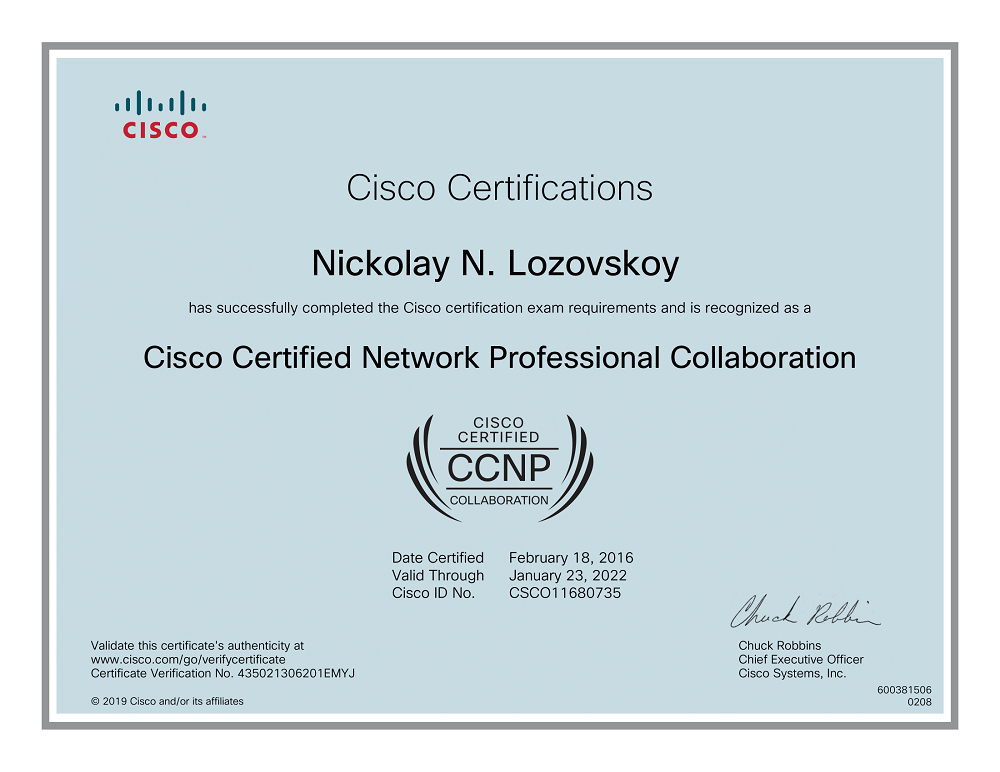 CISCO
Cisco Certifications
Nickolay N. Lozovskoy
has successfully completed the Cisco certification exam requirements and is recognized as a
Cisco Certified Network Professional Collaboration
CISCO
CERTIFIED
CCNP
COLLABORATION
Date Certified February 18, 2016
Valid Through January 23, 2022
Cisco ID No. CSCO11680735
Chuck Robbins
Validate this certificate's authenticity at
www.cisco.com/go/verifycertificate
Certificate Verification No. 435021306201EMYJ
© 2019 Cisco and/or its affiliates
Chuck Robbins
Chief Executive Officer
Cisco Systems, Inc.
600381506
0208